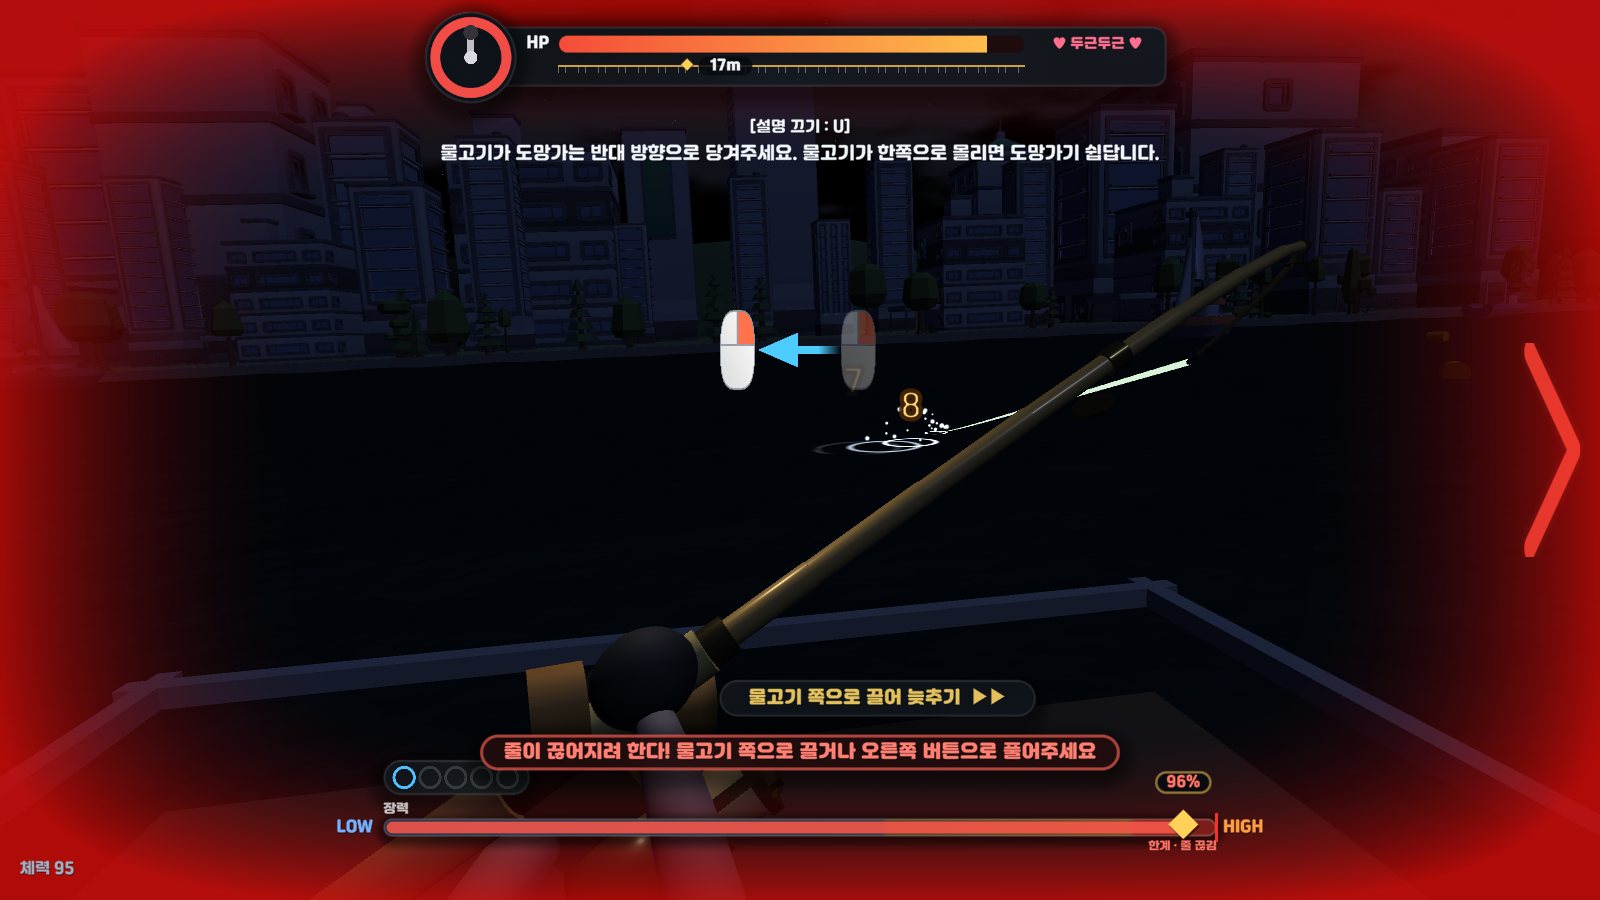 HP
♥ 두근두근 ♥
17m
[설명 끄기 : U]
물고기가 도망가는 반대 방향으로 당겨주세요. 물고기가 한쪽으로 몰리면 도망가기 쉽답니다.
7
8
물고기 쪽으로 끌어 늦추기 ▶▶
줄이 끊어지려 한다! 물고기 쪽으로 끌거나 오른쪽 버튼으로 풀어주세요
96%
장력
LOW
HIGH
한계 · 줄 끊김
체력 95